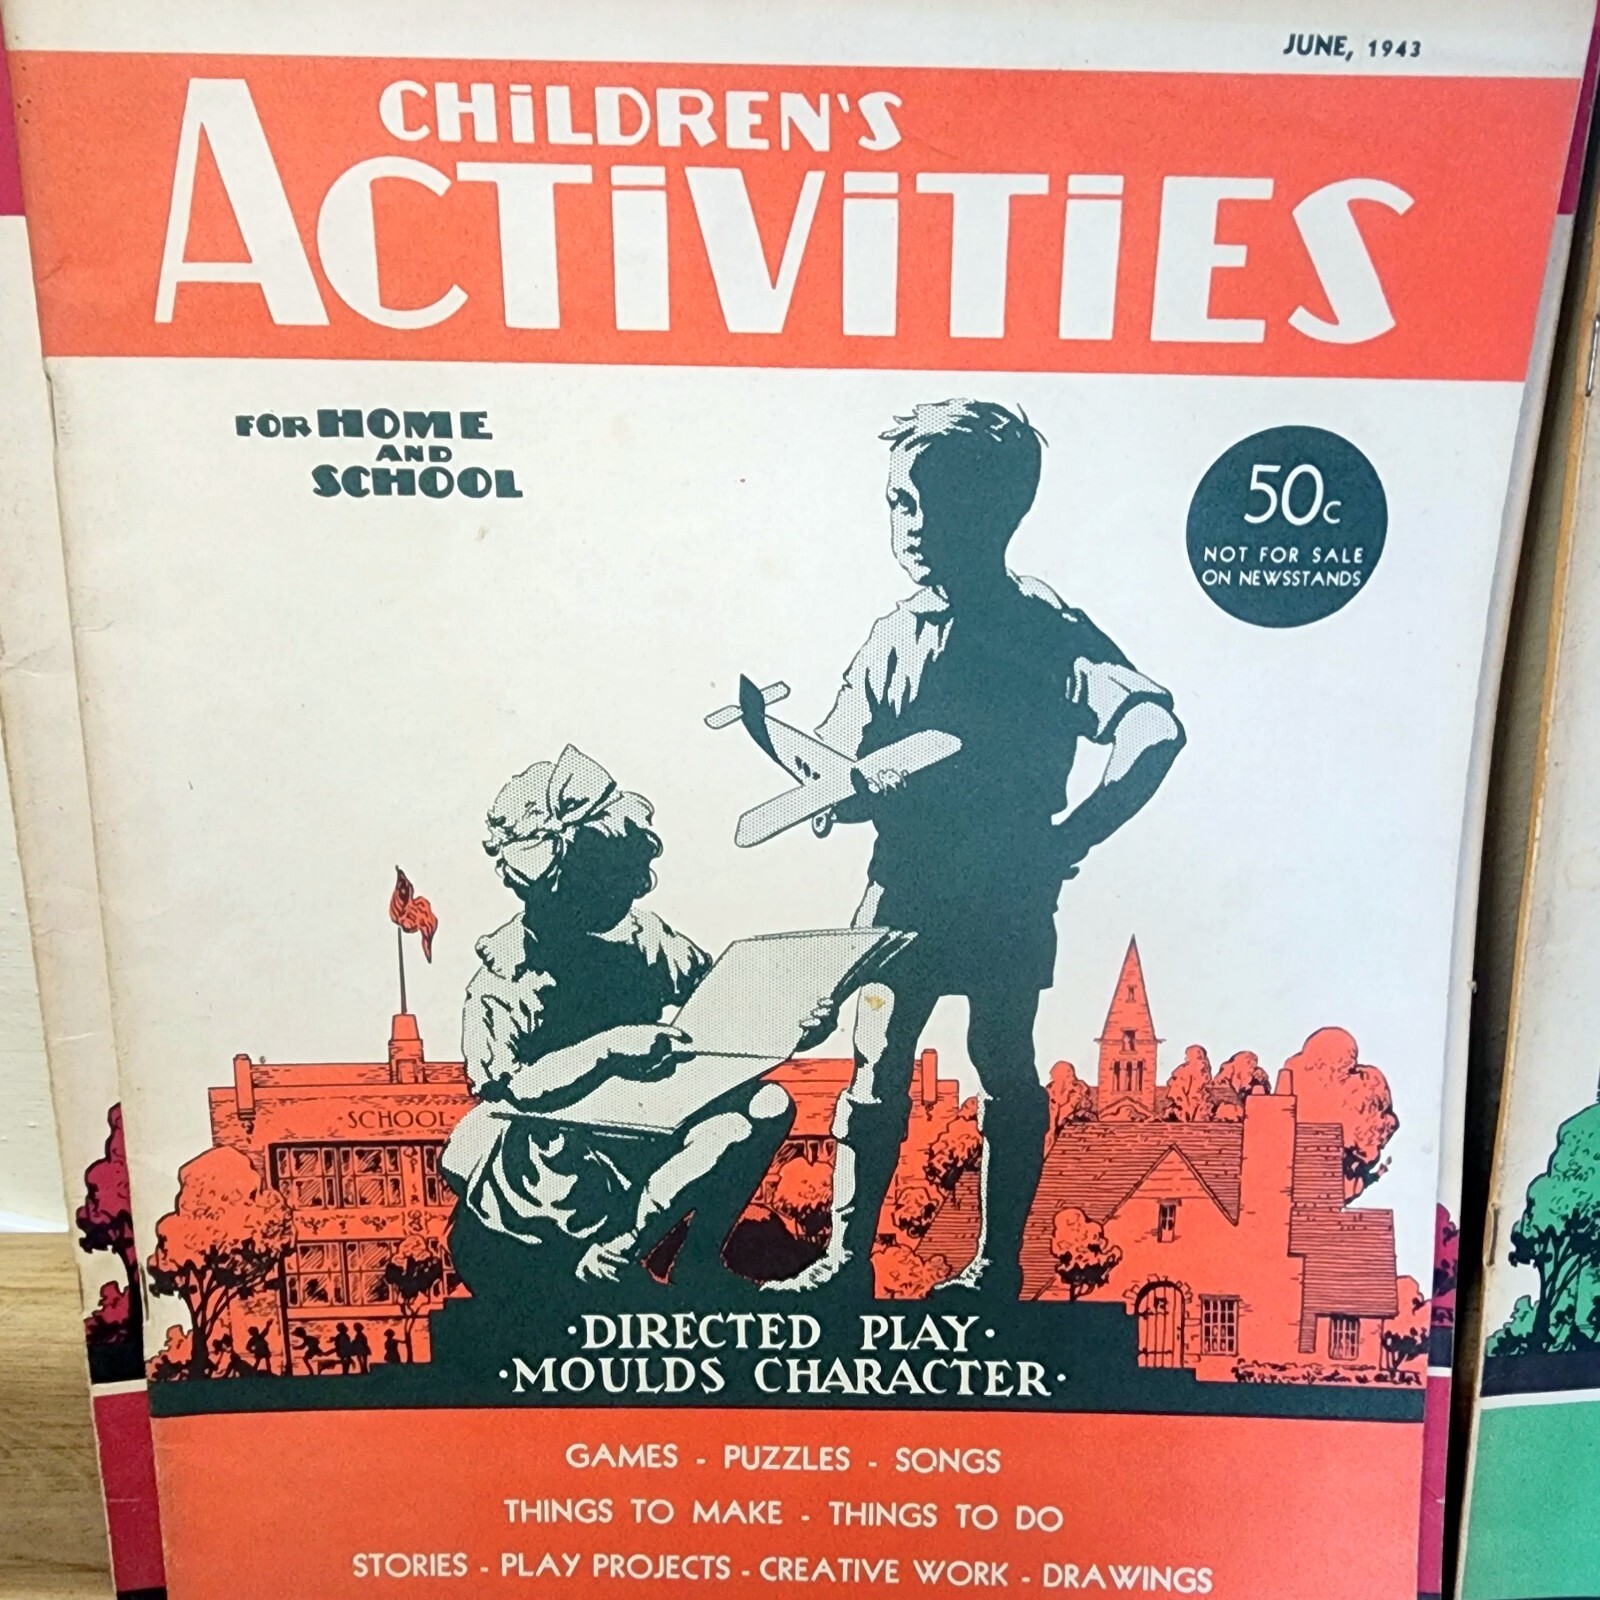 JUNE, 1943
CHILDREN'S
ACTIVITIES
FOR HOME
AND
SCHOOL
50c
NOT FOR SALE
ON NEWSSTANDS
·SCHOOL·
·DIRECTED PLAY·
·MOULDS CHARACTER·
GAMES - PUZZLES - SONGS
THINGS TO MAKE - THINGS TO DO
STORIES - PLAY PROJECTS - CREATIVE WORK - DRAWINGS